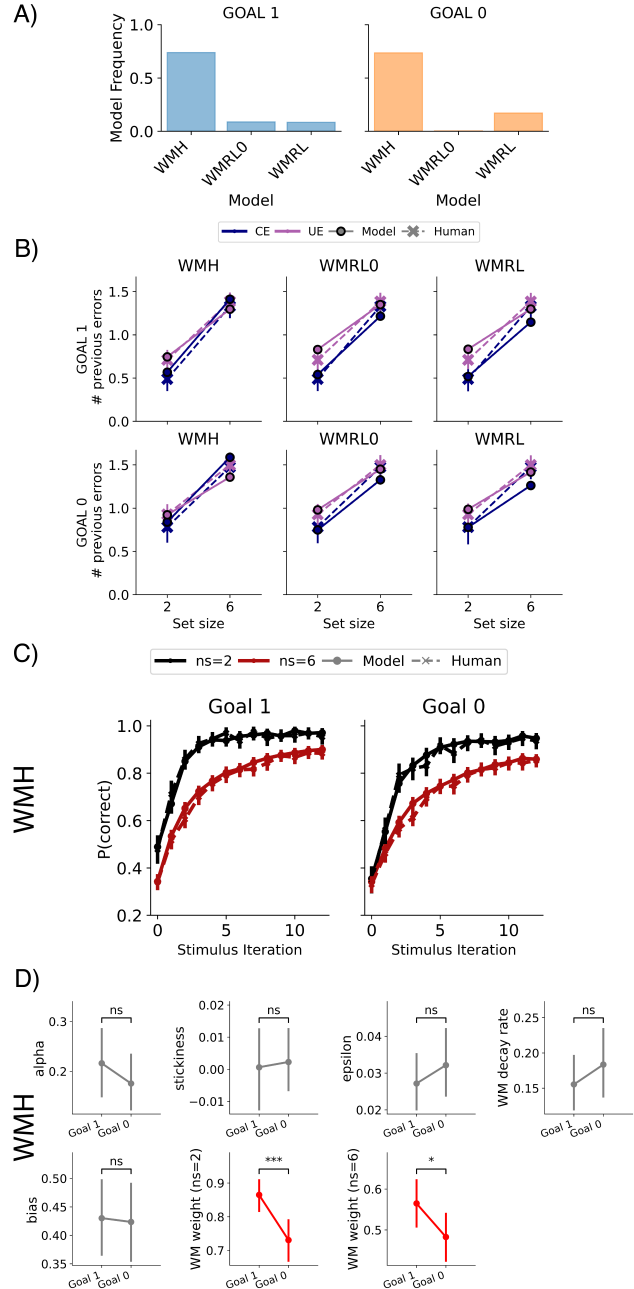 A)
GOAL 1 GOAL 0
Model Frequency
1.0
0.5
0.0
WMH WMRL0 WMRL WMH WMRL0 WMRL
Model Model
CE UE Model Human
B)
WMH WMRL0 WMRL
GOAL 1
# previous errors
1.5
1.0
0.5
0.0
WMH WMRL0 WMRL
GOAL 0
# previous errors
1.5
1.0
0.5
0.0
2 6 2 6 2 6
Set size Set size Set size
C)
ns=2 ns=6 Model Human
Goal 1 Goal 0
WMH
P(correct)
1.0
0.8
0.6
0.4
0.2
0 5 10 0 5 10
Stimulus Iteration Stimulus Iteration
D)
WMH
alpha
0.3
0.2
ns
Goal 1 Goal 0
stickiness
0.02
0.01
0.00
−0.01
ns
Goal 1 Goal 0
epsilon
0.04
0.03
0.02
ns
Goal 1 Goal 0
WM decay rate
0.25
0.20
0.15
ns
Goal 1 Goal 0
bias
0.50
0.45
0.40
0.35
ns
Goal 1 Goal 0
WM weight (ns=2)
0.9
0.8
0.7
***
Goal 1 Goal 0
WM weight (ns=6)
0.6
0.5
*
Goal 1 Goal 0